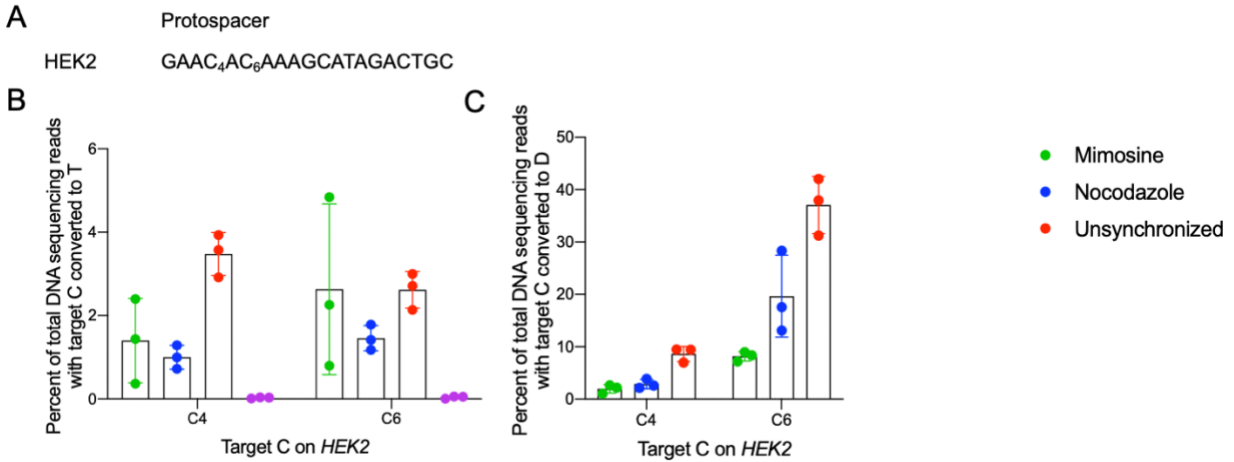 A
Protospacer
HEK2
GAAC₄AC₆AAAGCATAGACTGC
B
Percent of total DNA sequencing reads
with target C converted to T
6
4
2
0
C4
C6
Target C on HEK2
C
Percent of total DNA sequencing reads
with target C converted to D
50
40
30
20
10
0
C4
C6
Target C on HEK2
Mimosine
Nocodazole
Unsynchronized